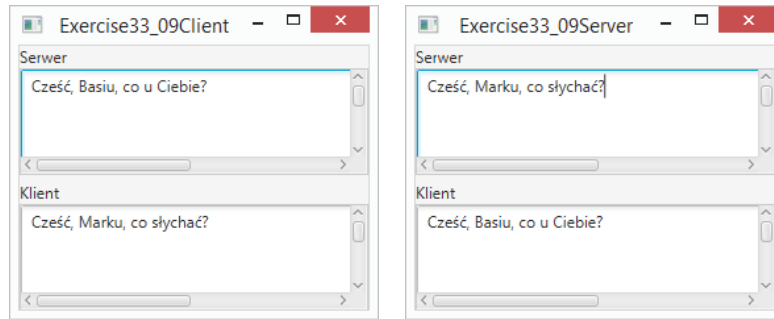 Exercise33_09Client
Serwer
Cześć, Basiu, co u Ciebie?
Klient
Cześć, Marku, co słychać?
Exercise33_09Server
Serwer
Cześć, Marku, co słychać?
Klient
Cześć, Basiu, co u Ciebie?